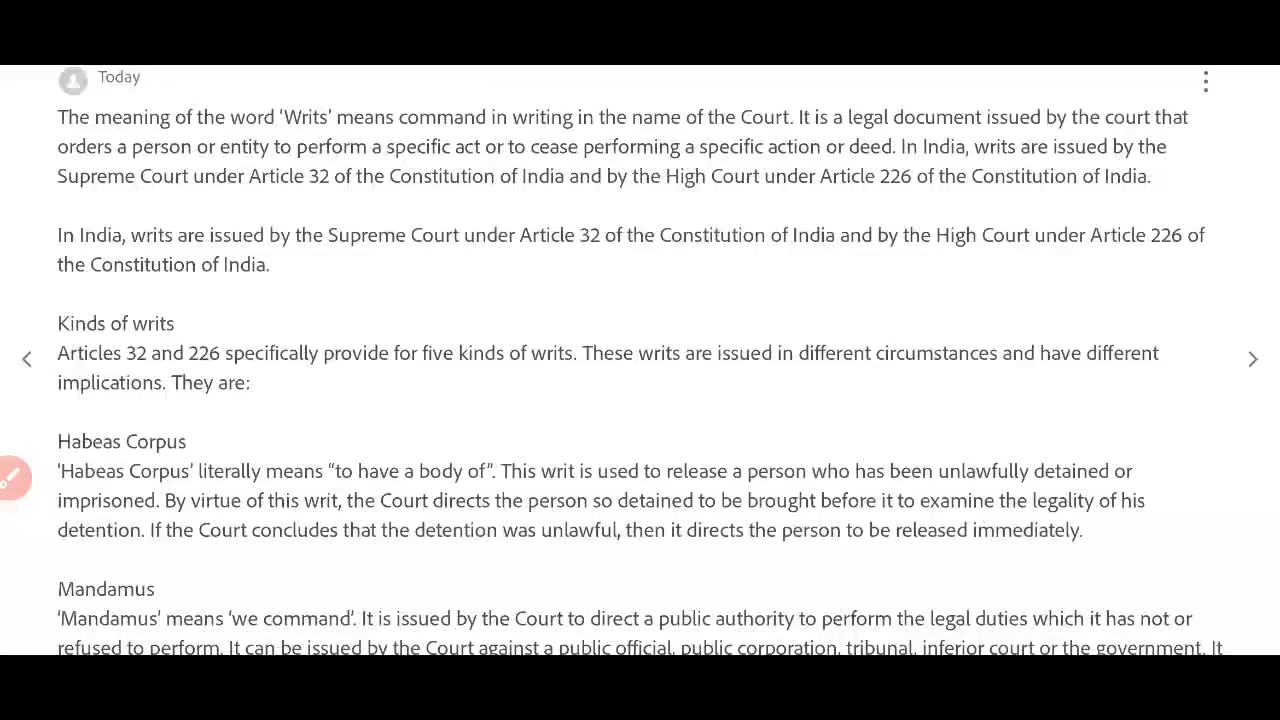 Today
The meaning of the word ‘Writs’ means command in writing in the name of the Court. It is a legal document issued by the court that
orders a person or entity to perform a specific act or to cease performing a specific action or deed. In India, writs are issued by the
Supreme Court under Article 32 of the Constitution of India and by the High Court under Article 226 of the Constitution of India.
In India, writs are issued by the Supreme Court under Article 32 of the Constitution of India and by the High Court under Article 226 of
the Constitution of India.
Kinds of writs
Articles 32 and 226 specifically provide for five kinds of writs. These writs are issued in different circumstances and have different
implications. They are:
Habeas Corpus
‘Habeas Corpus’ literally means “to have a body of”. This writ is used to release a person who has been unlawfully detained or
imprisoned. By virtue of this writ, the Court directs the person so detained to be brought before it to examine the legality of his
detention. If the Court concludes that the detention was unlawful, then it directs the person to be released immediately.
Mandamus
‘Mandamus’ means ‘we command’. It is issued by the Court to direct a public authority to perform the legal duties which it has not or
refused to perform. It can be issued by the Court against a public official, public corporation, tribunal, inferior court or the government. It